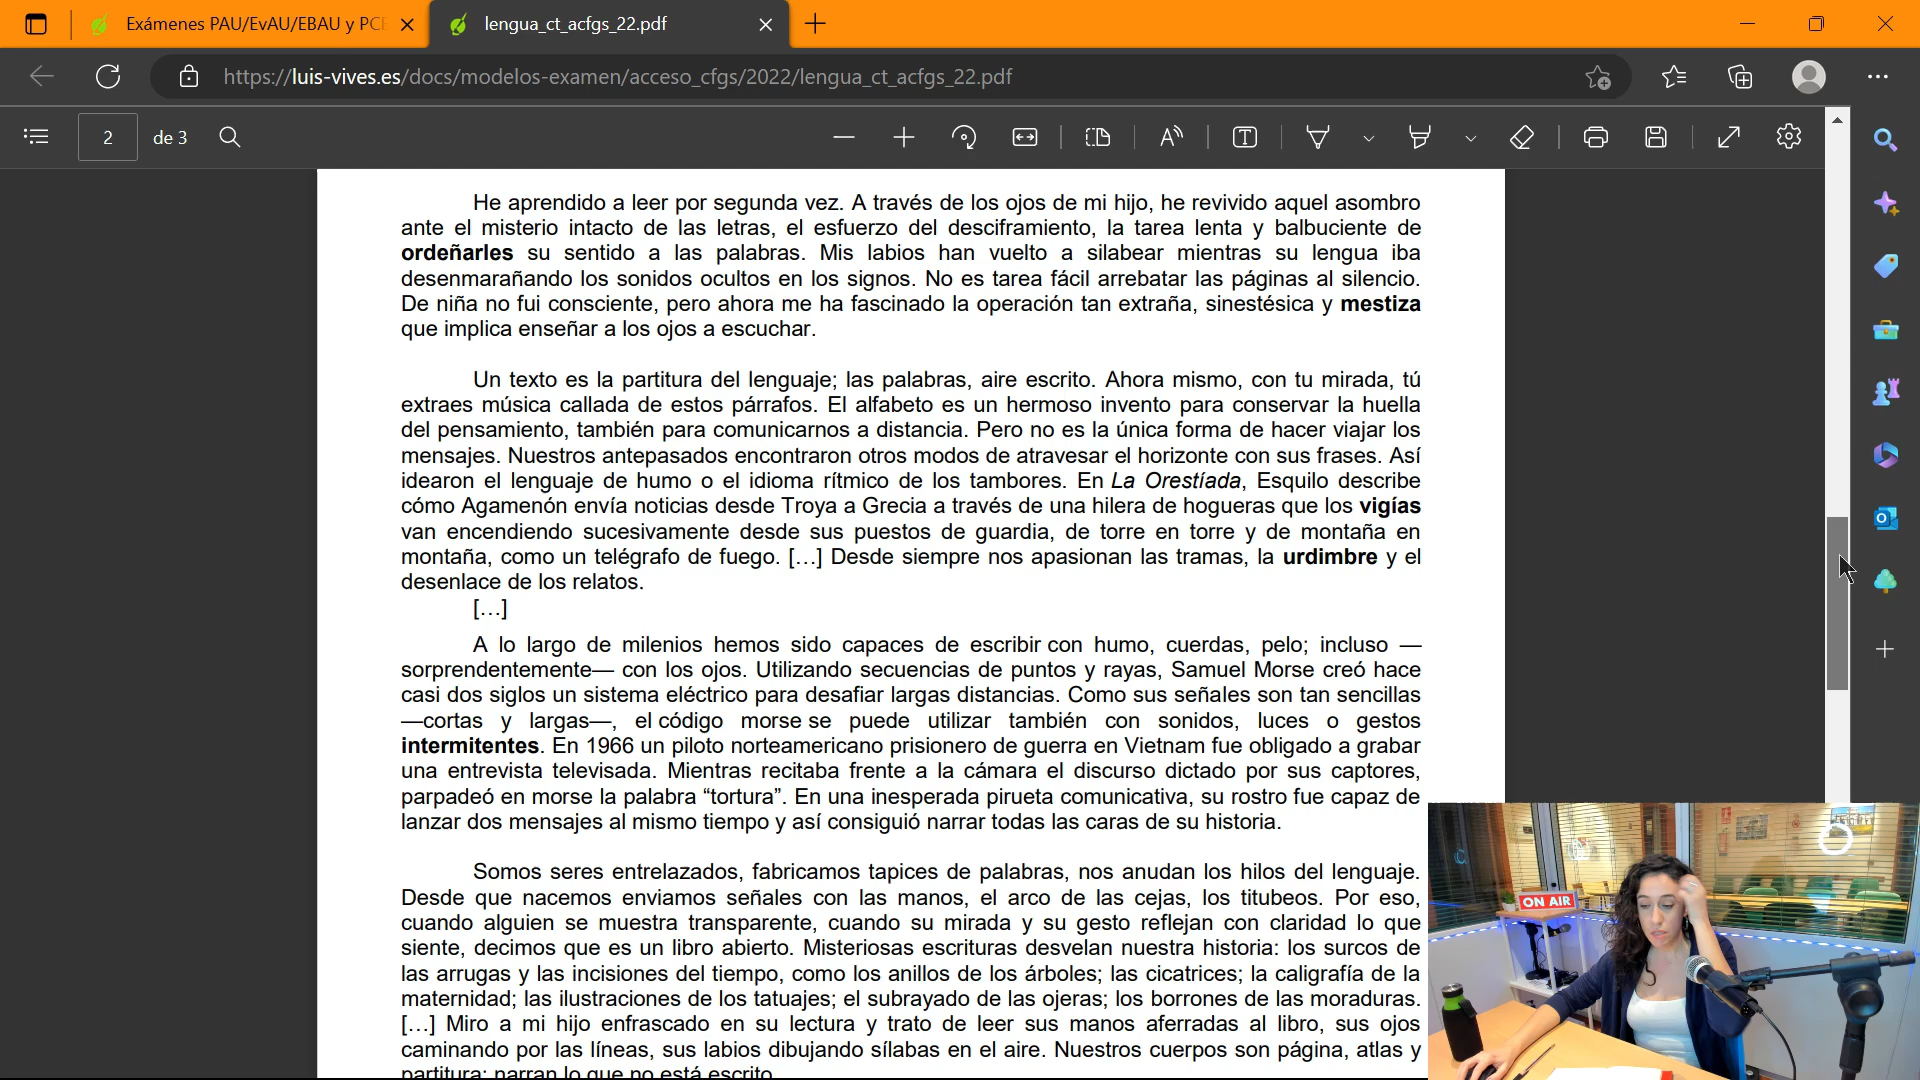 Exámenes PAU/EvAU/EBAU y PCE
lengua_ct_acfgs_22.pdf
https://luis-vives.es/docs/modelos-examen/acceso_cfgs/2022/lengua_ct_acfgs_22.pdf
2 de 3
He aprendido a leer por segunda vez. A través de los ojos de mi hijo, he revivido aquel asombro
ante el misterio intacto de las letras, el esfuerzo del desciframiento, la tarea lenta y balbuciente de
ordeñarles su sentido a las palabras. Mis labios han vuelto a silabear mientras su lengua iba
desenmarañando los sonidos ocultos en los signos. No es tarea fácil arrebatar las páginas al silencio.
De niña no fui consciente, pero ahora me ha fascinado la operación tan extraña, sinestésica y mestiza
que implica enseñar a los ojos a escuchar.
Un texto es la partitura del lenguaje; las palabras, aire escrito. Ahora mismo, con tu mirada, tú
extraes música callada de estos párrafos. El alfabeto es un hermoso invento para conservar la huella
del pensamiento, también para comunicarnos a distancia. Pero no es la única forma de hacer viajar los
mensajes. Nuestros antepasados encontraron otros modos de atravesar el horizonte con sus frases. Así
idearon el lenguaje de humo o el idioma rítmico de los tambores. En La Orestíada, Esquilo describe
cómo Agamenón envía noticias desde Troya a Grecia a través de una hilera de hogueras que los vigías
van encendiendo sucesivamente desde sus puestos de guardia, de torre en torre y de montaña en
montaña, como un telégrafo de fuego. […] Desde siempre nos apasionan las tramas, la urdimbre y el
desenlace de los relatos.
[…]
A lo largo de milenios hemos sido capaces de escribir con humo, cuerdas, pelo; incluso —
sorprendentemente— con los ojos. Utilizando secuencias de puntos y rayas, Samuel Morse creó hace
casi dos siglos un sistema eléctrico para desafiar largas distancias. Como sus señales son tan sencillas
—cortas y largas—, el código morse se puede utilizar también con sonidos, luces o gestos
intermitentes. En 1966 un piloto norteamericano prisionero de guerra en Vietnam fue obligado a grabar
una entrevista televisada. Mientras recitaba frente a la cámara el discurso dictado por sus captores,
parpadeó en morse la palabra “tortura”. En una inesperada pirueta comunicativa, su rostro fue capaz de
lanzar dos mensajes al mismo tiempo y así consiguió narrar todas las caras de su historia.
Somos seres entrelazados, fabricamos tapices de palabras, nos anudan los hilos del lenguaje.
Desde que nacemos enviamos señales con las manos, el arco de las cejas, los titubeos. Por eso,
cuando alguien se muestra transparente, cuando su mirada y su gesto reflejan con claridad lo que
siente, decimos que es un libro abierto. Misteriosas escrituras desvelan nuestra historia: los surcos de
las arrugas y las incisiones del tiempo, como los anillos de los árboles; las cicatrices; la caligrafía de la
maternidad; las ilustraciones de los tatuajes; el subrayado de las ojeras; los borrones de las moraduras.
[…] Miro a mi hijo enfrascado en su lectura y trato de leer sus manos aferradas al libro, sus ojos
caminando por las líneas, sus labios dibujando sílabas en el aire. Nuestros cuerpos son página, atlas y
partitura: narran lo que no está escrito.
ON AIR